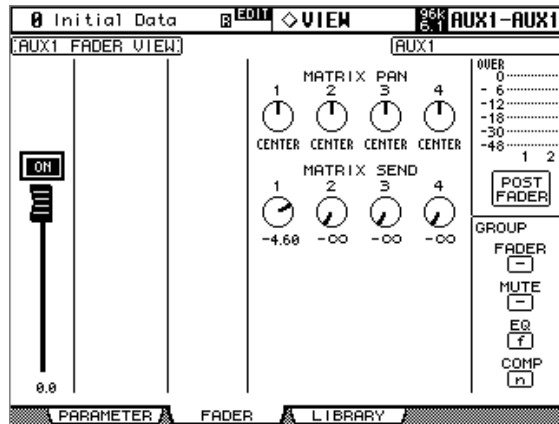 0 Initial Data R EDIT ◇VIEW 96K 6.1 AUX1-AUX1
AUX1 FADER VIEW AUX1
MATRIX PAN
1 2 3 4
CENTER CENTER CENTER CENTER
MATRIX SEND
1 2 3 4
-4.60 -∞ -∞ -∞
ON
0.0
OVER
0
- 6
-12
-18
-30
-48
1 2
POST
FADER
GROUP
FADER
-
MUTE
-
EQ
f
COMP
n
PARAMETER FADER LIBRARY